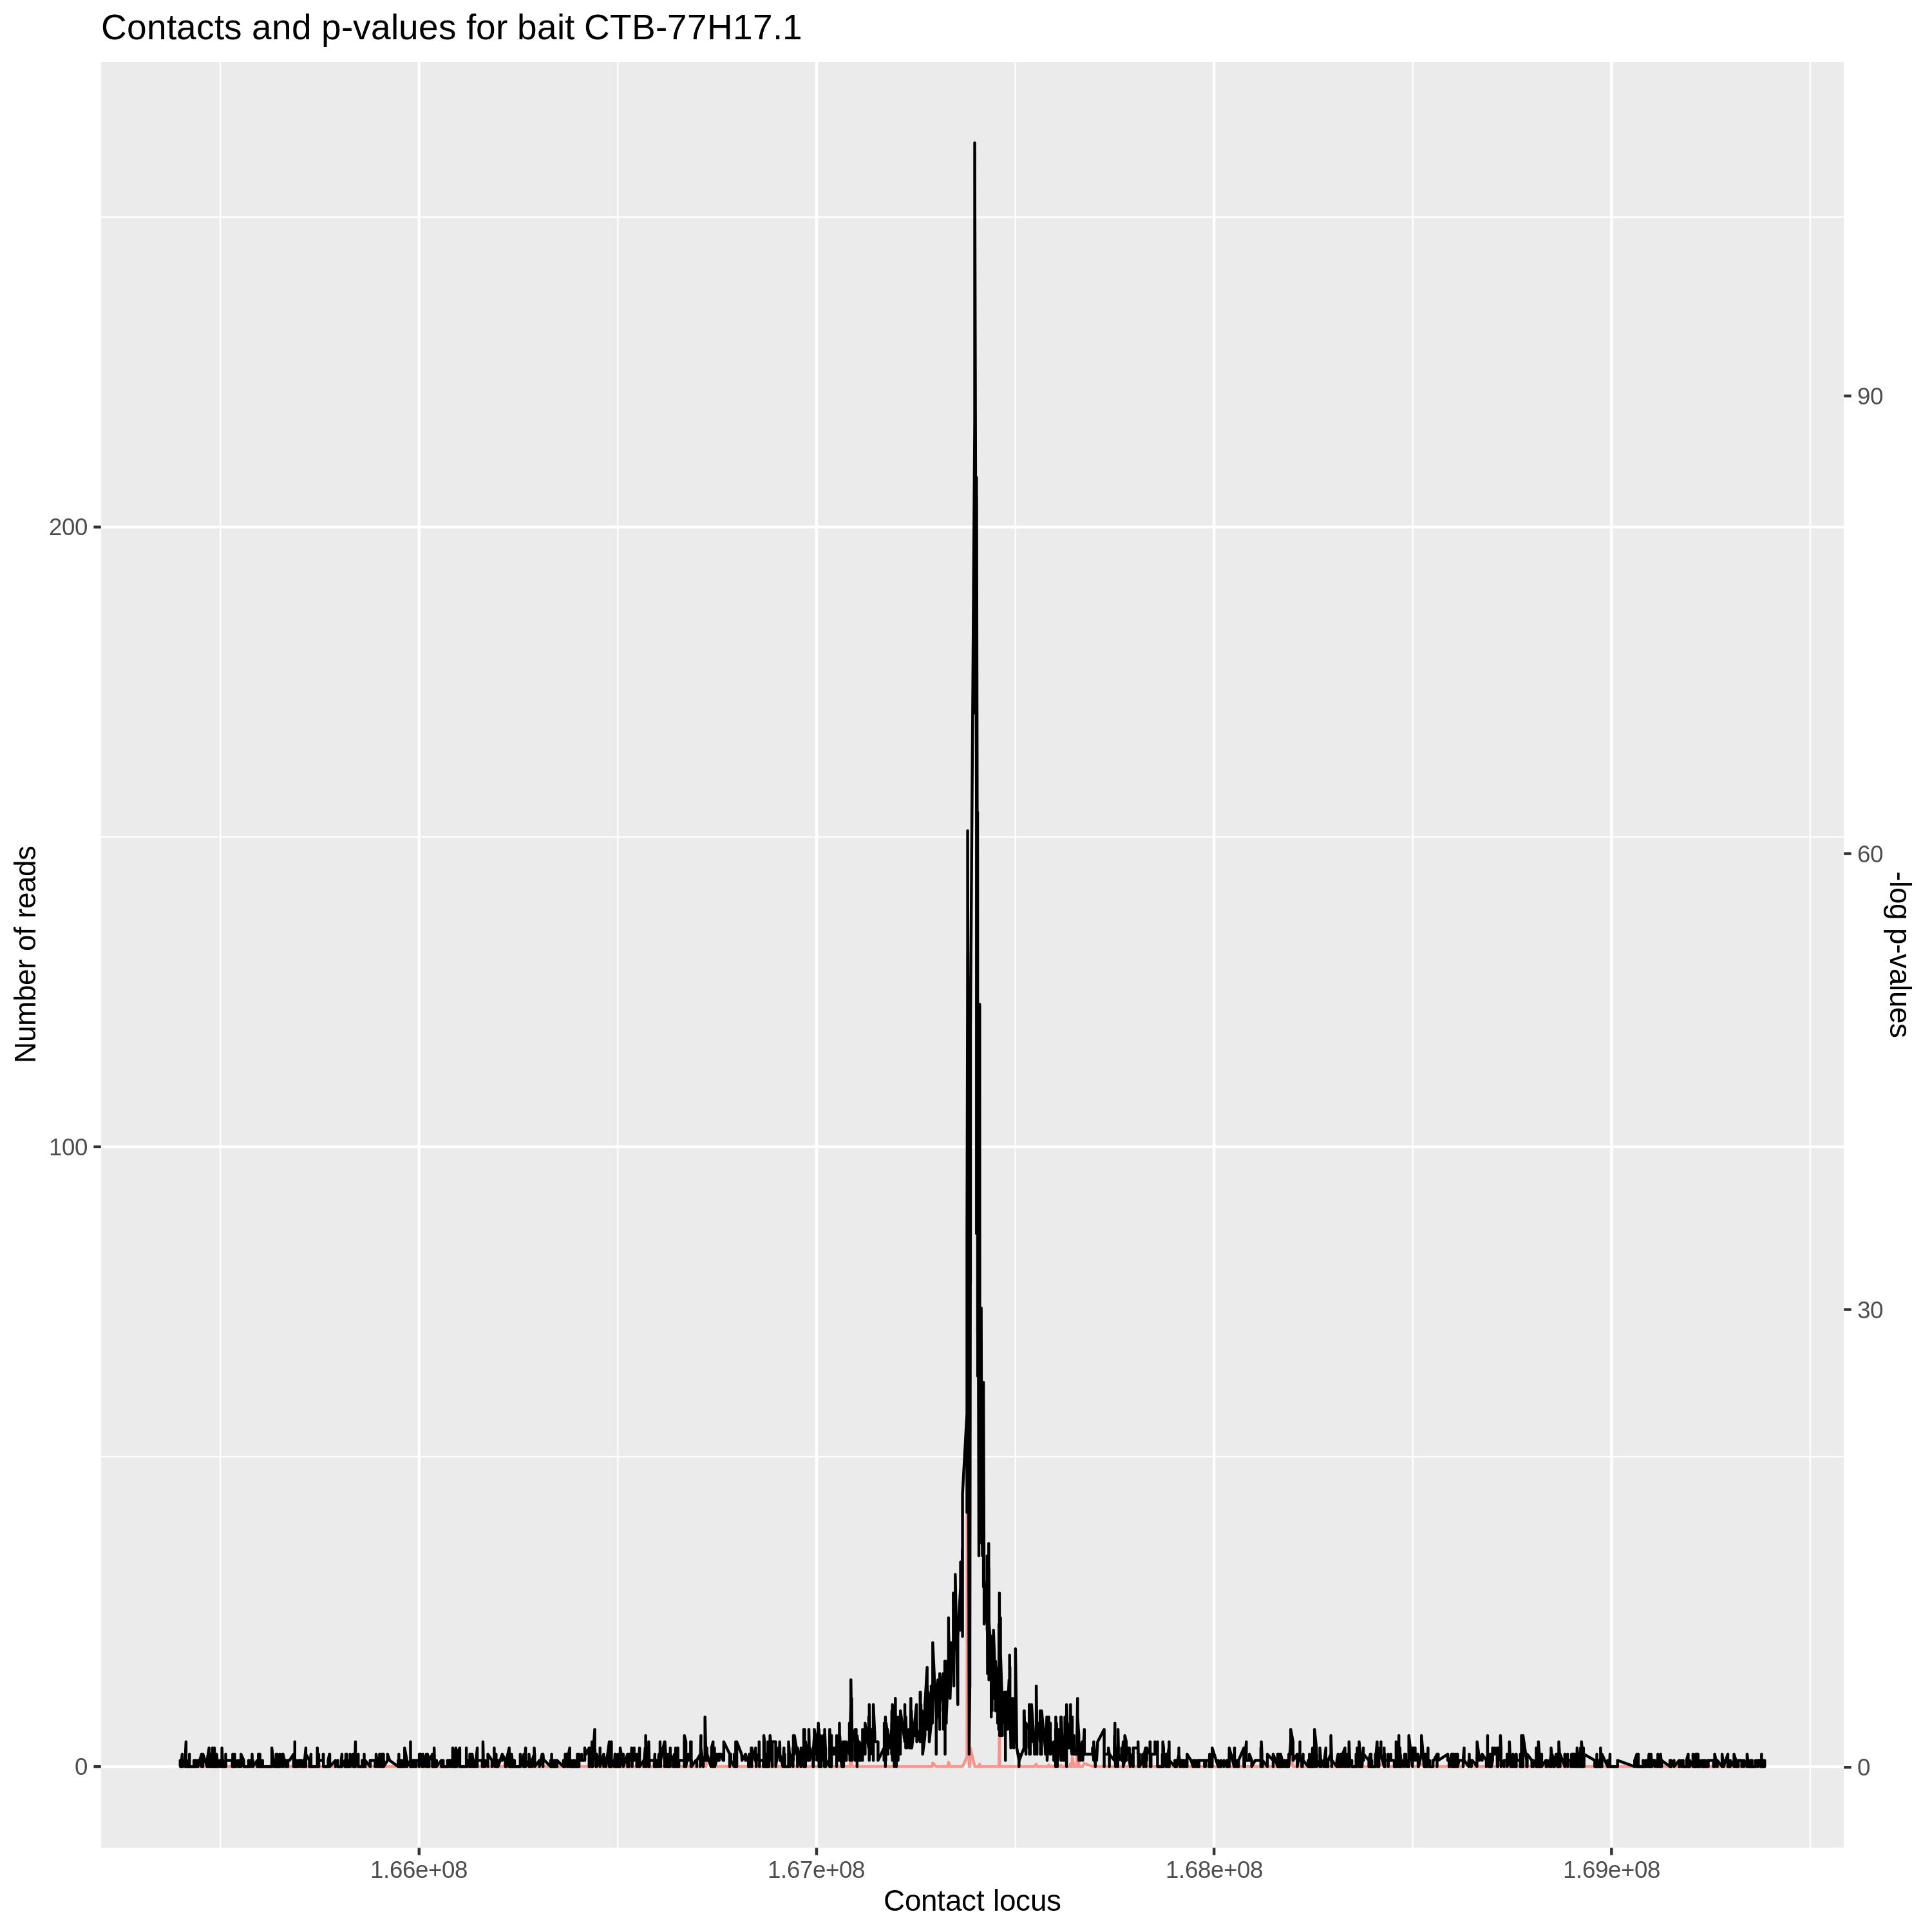 Contacts and p-values for bait CTB-77H17.1
Number of reads
200
100
0
90
60
30
0
-log p-values
1.66e+08 1.67e+08 1.68e+08 1.69e+08
Contact locus